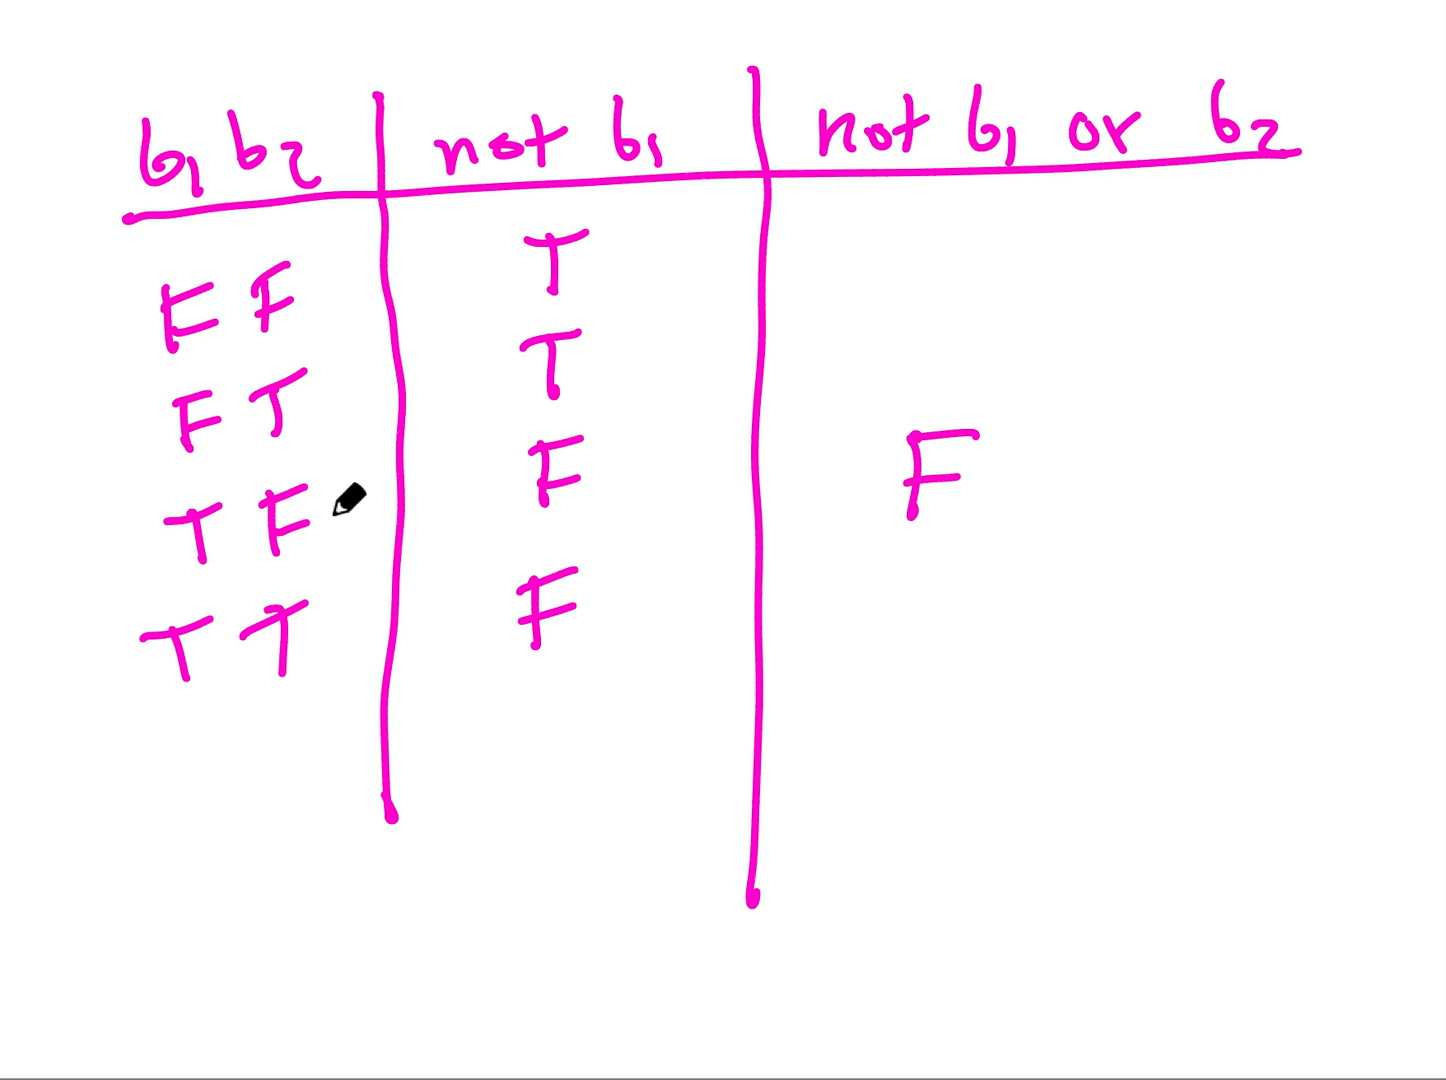 b1 b2 not b1 not b1 or b2
F F T
F T T
T F F F
T T F